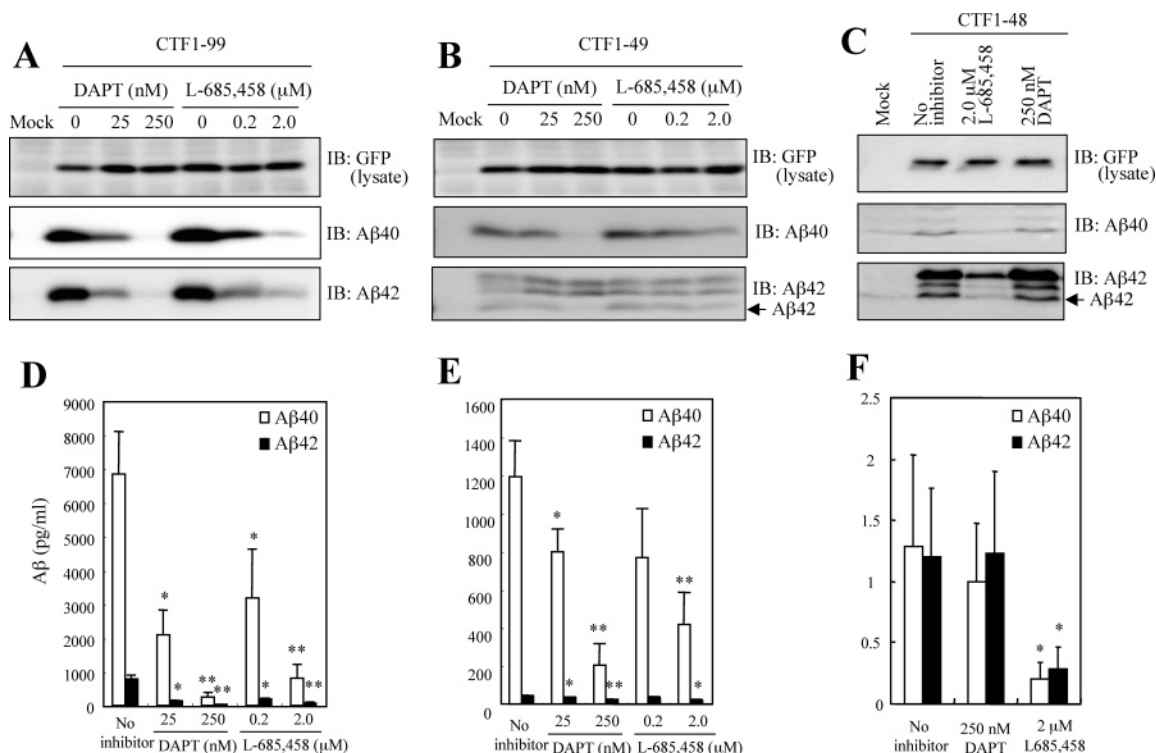 A
CTF1-99
DAPT (nM) L-685,458 (μM)
Mock 0 25 250 0 0.2 2.0
IB: GFP
(lysate)
IB: Aβ40
IB: Aβ42
B
CTF1-49
DAPT (nM) L-685,458 (μM)
Mock 0 25 250 0 0.2 2.0
IB: GFP
(lysate)
IB: Aβ40
IB: Aβ42
Aβ42
C
CTF1-48
Mock
No
inhibitor
2.0 μM
L-685,458
250 nM
DAPT
IB: GFP
(lysate)
IB: Aβ40
IB: Aβ42
Aβ42
D
Aβ (pg/ml)
9000
8000
7000
6000
5000
4000
3000
2000
1000
0
Aβ40
Aβ42
* * ** ** * * ** **
No
inhibitor
25 250 0.2 2.0
DAPT (nM) L-685,458 (μM)
E
1600
1400
1200
1000
800
600
400
200
0
Aβ40
Aβ42
* * ** ** ** *
No
inhibitor
25 250 0.2 2.0
DAPT (nM) L-685,458 (μM)
F
2.5
2
1.5
1
0.5
0
Aβ40
Aβ42
* *
No
inhibitor
250 nM
DAPT
2 μM
L685,458